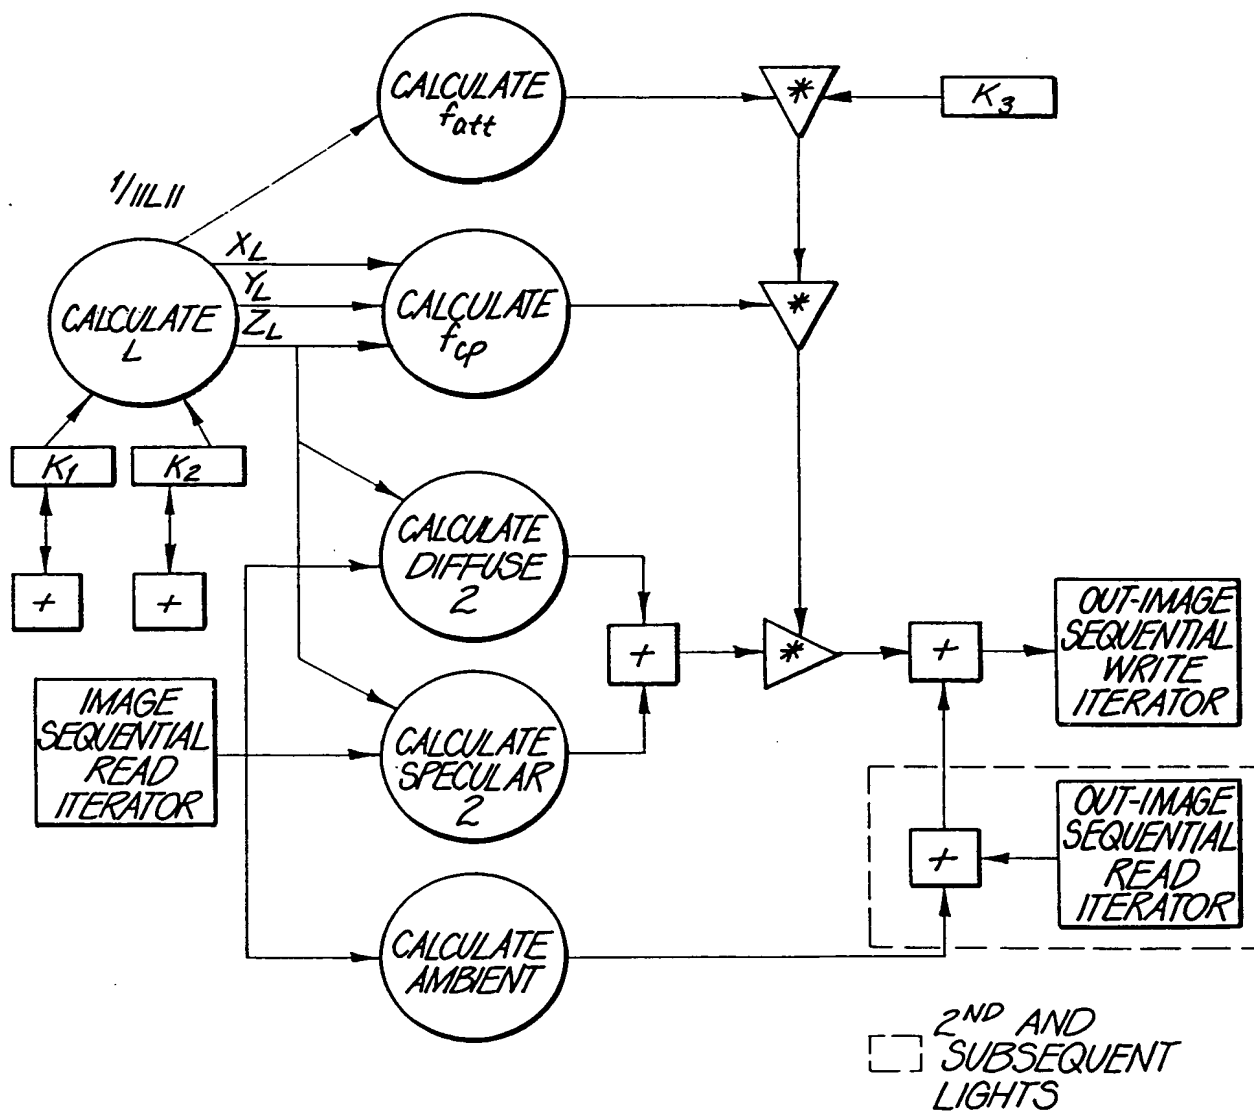 CALCULATE
fatt
*
K3
1/||L||
XL
YL
ZL
CALCULATE
L
CALCULATE
fcp
*
K1
K2
+
+
CALCULATE
DIFFUSE
2
IMAGE
SEQUENTIAL
READ
ITERATOR
CALCULATE
SPECULAR
2
+
*
+
OUT-IMAGE
SEQUENTIAL
WRITE
ITERATOR
+
OUT-IMAGE
SEQUENTIAL
READ
ITERATOR
CALCULATE
AMBIENT
2ND AND
SUBSEQUENT
LIGHTS